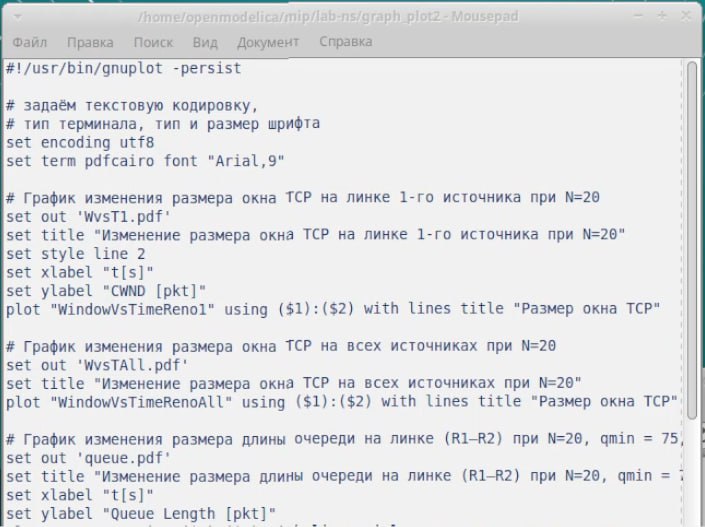 /home/openmodelica/mip/lab-ns/graph_plot2 - Mousepad
Файл Правка Поиск Вид Документ Справка
#!/usr/bin/gnuplot -persist
# задаём текстовую кодировку,
# тип терминала, тип и размер шрифта
set encoding utf8
set term pdfcairo font "Arial,9"
# График изменения размера окна TCP на линке 1-го источника при N=20
set out 'WvsT1.pdf'
set title "Изменение размера окна TCP на линке 1-го источника при N=20"
set style line 2
set xlabel "t[s]"
set ylabel "CWND [pkt]"
plot "WindowVsTimeReno1" using ($1):($2) with lines title "Размер окна TCP"
# График изменения размера окна TCP на всех источниках при N=20
set out 'WvsTAll.pdf'
set title "Изменение размера окна TCP на всех источниках при N=20"
plot "WindowVsTimeRenoAll" using ($1):($2) with lines title "Размер окна TCP"
# График изменения размера длины очереди на линке (R1–R2) при N=20, qmin = 75,
set out 'queue.pdf'
set title "Изменение размера длины очереди на линке (R1–R2) при N=20, qmin =
set xlabel "t[s]"
set ylabel "Queue Length [pkt]"